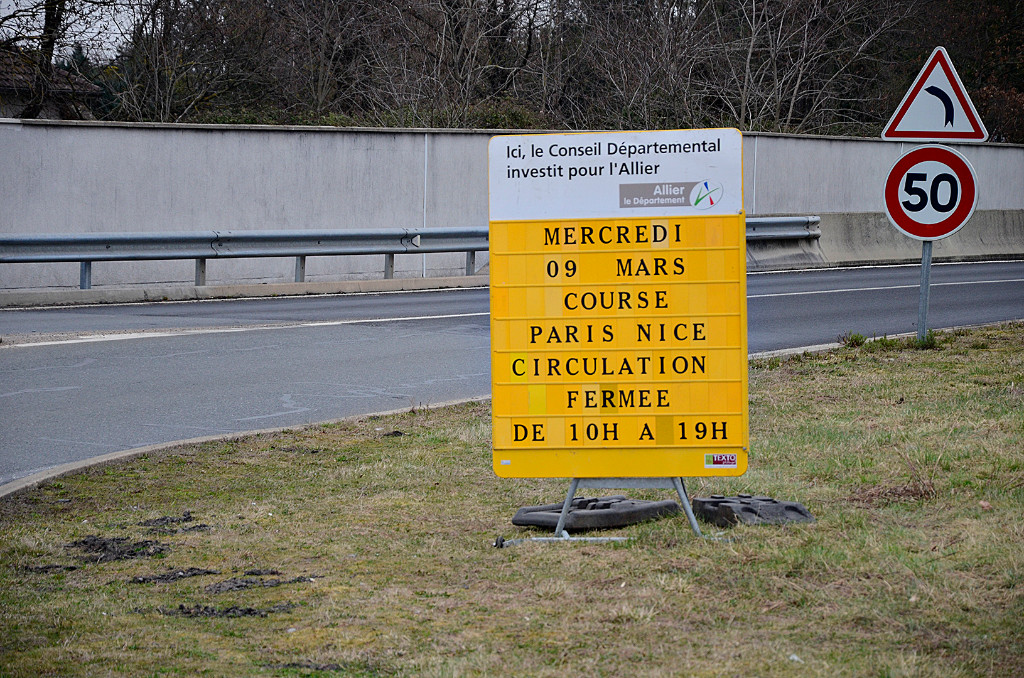 Ici, le Conseil Départemental
investit pour l'Allier
Allier
le Département
MERCREDI
09 MARS
COURSE
PARIS NICE
CIRCULATION
FERMEE
DE 10H A 19H
TEXTO
50